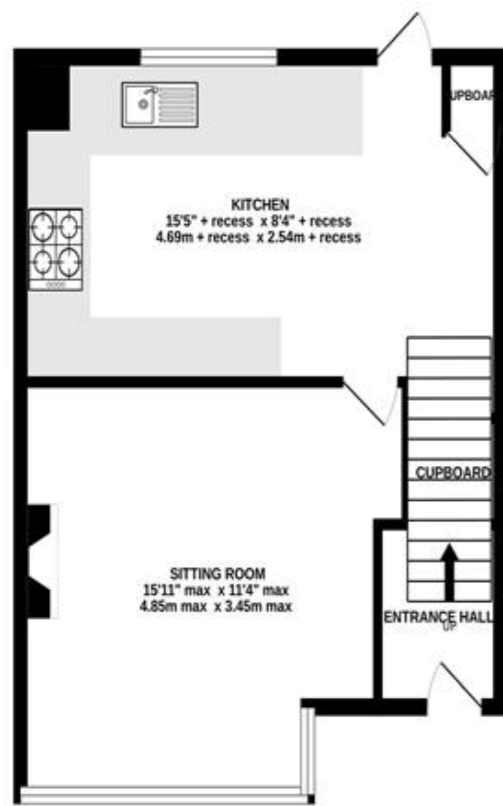 UPBOAR
KITCHEN
15'5" + recess x 8'4" + recess
4.69m + recess x 2.54m + recess
CUPBOARD
SITTING ROOM
15'11" max x 11'4" max
4.85m max x 3.45m max
ENTRANCE HALL
UP